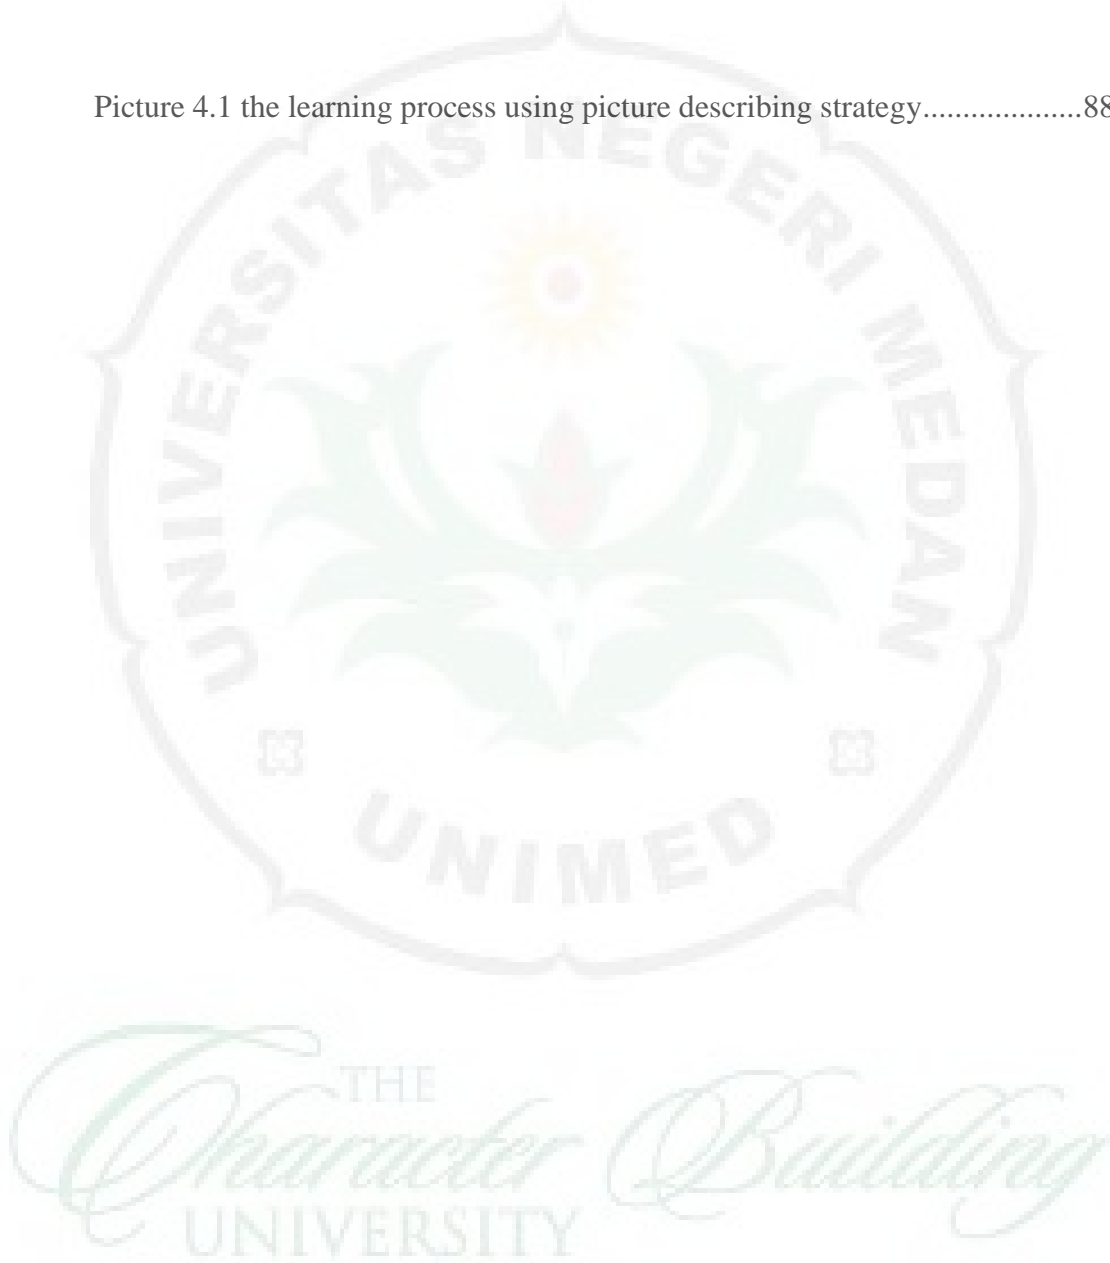 Picture 4.1 the learning process using picture describing strategy....................88
UNIVERSITAS NEGERI MEDAN
UNIMED
THE
Character Building
UNIVERSITY